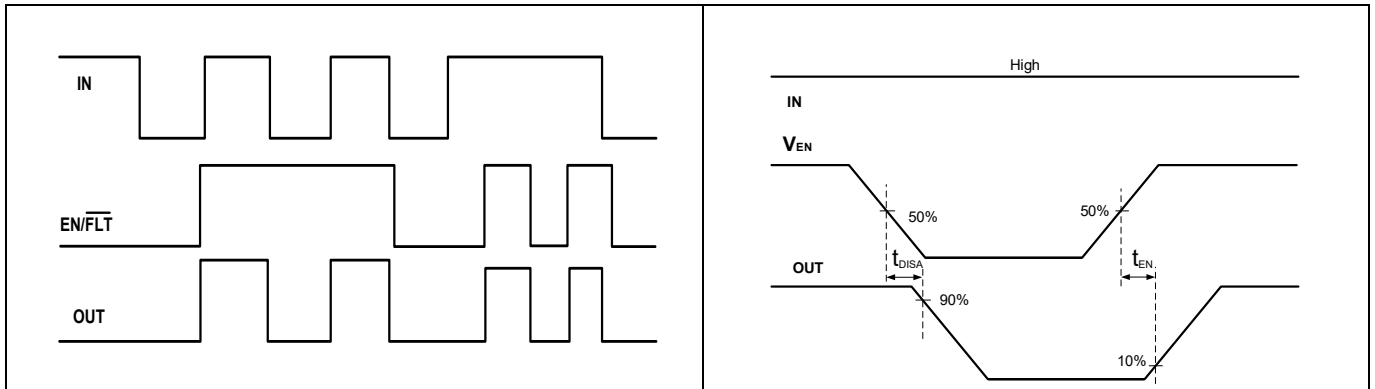 IN
EN/FLT
OUT
High
IN
VEN
50%
50%
tDISA
tEN
OUT
90%
10%